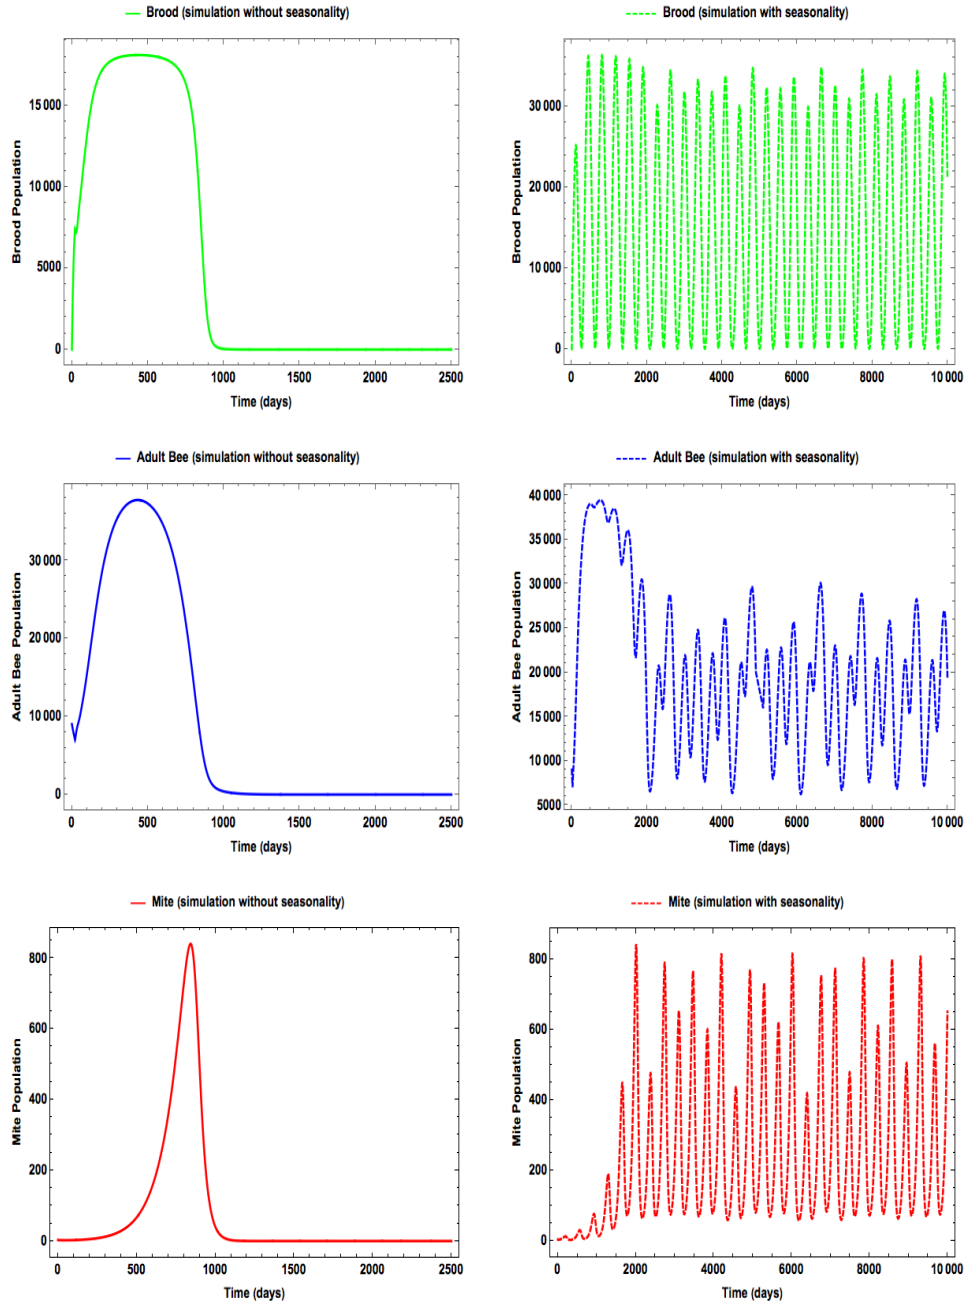 Brood (simulation without seasonality)
Brood Population
15 000
10 000
5000
0
0 500 1000 1500 2000 2500
Time (days)
Brood (simulation with seasonality)
Brood Population
30 000
20 000
10 000
0
0 2000 4000 6000 8000 10 000
Time (days)
Adult Bee (simulation without seasonality)
Adult Bee Population
30 000
20 000
10 000
0
0 500 1000 1500 2000 2500
Time (days)
Adult Bee (simulation with seasonality)
Adult Bee Population
40 000
35 000
30 000
25 000
20 000
15 000
10 000
5000
0 2000 4000 6000 8000 10 000
Time (days)
Mite (simulation without seasonality)
Mite Population
800
600
400
200
0
0 500 1000 1500 2000 2500
Time (days)
Mite (simulation with seasonality)
Mite Population
800
600
400
200
0
0 2000 4000 6000 8000 10 000
Time (days)